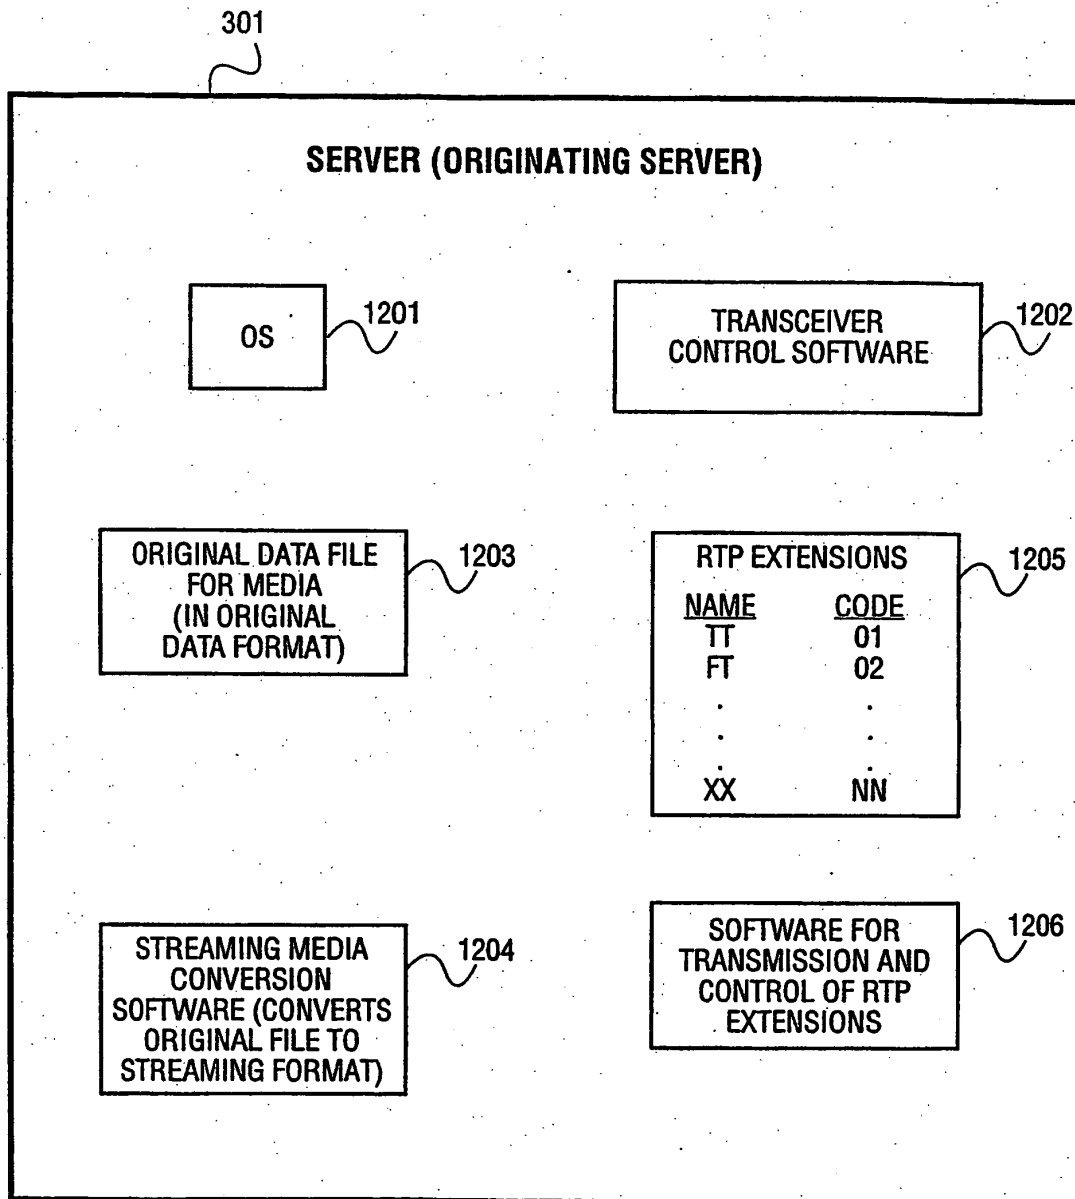 301
SERVER (ORIGINATING SERVER)
OS
1201
TRANSCEIVER
CONTROL SOFTWARE
1202
ORIGINAL DATA FILE
FOR MEDIA
(IN ORIGINAL
DATA FORMAT)
1203
RTP EXTENSIONS
NAME CODE
TT 01
FT 02
. .
. .
. .
XX NN
1205
STREAMING MEDIA
CONVERSION
SOFTWARE (CONVERTS
ORIGINAL FILE TO
STREAMING FORMAT)
1204
SOFTWARE FOR
TRANSMISSION AND
CONTROL OF RTP
EXTENSIONS
1206